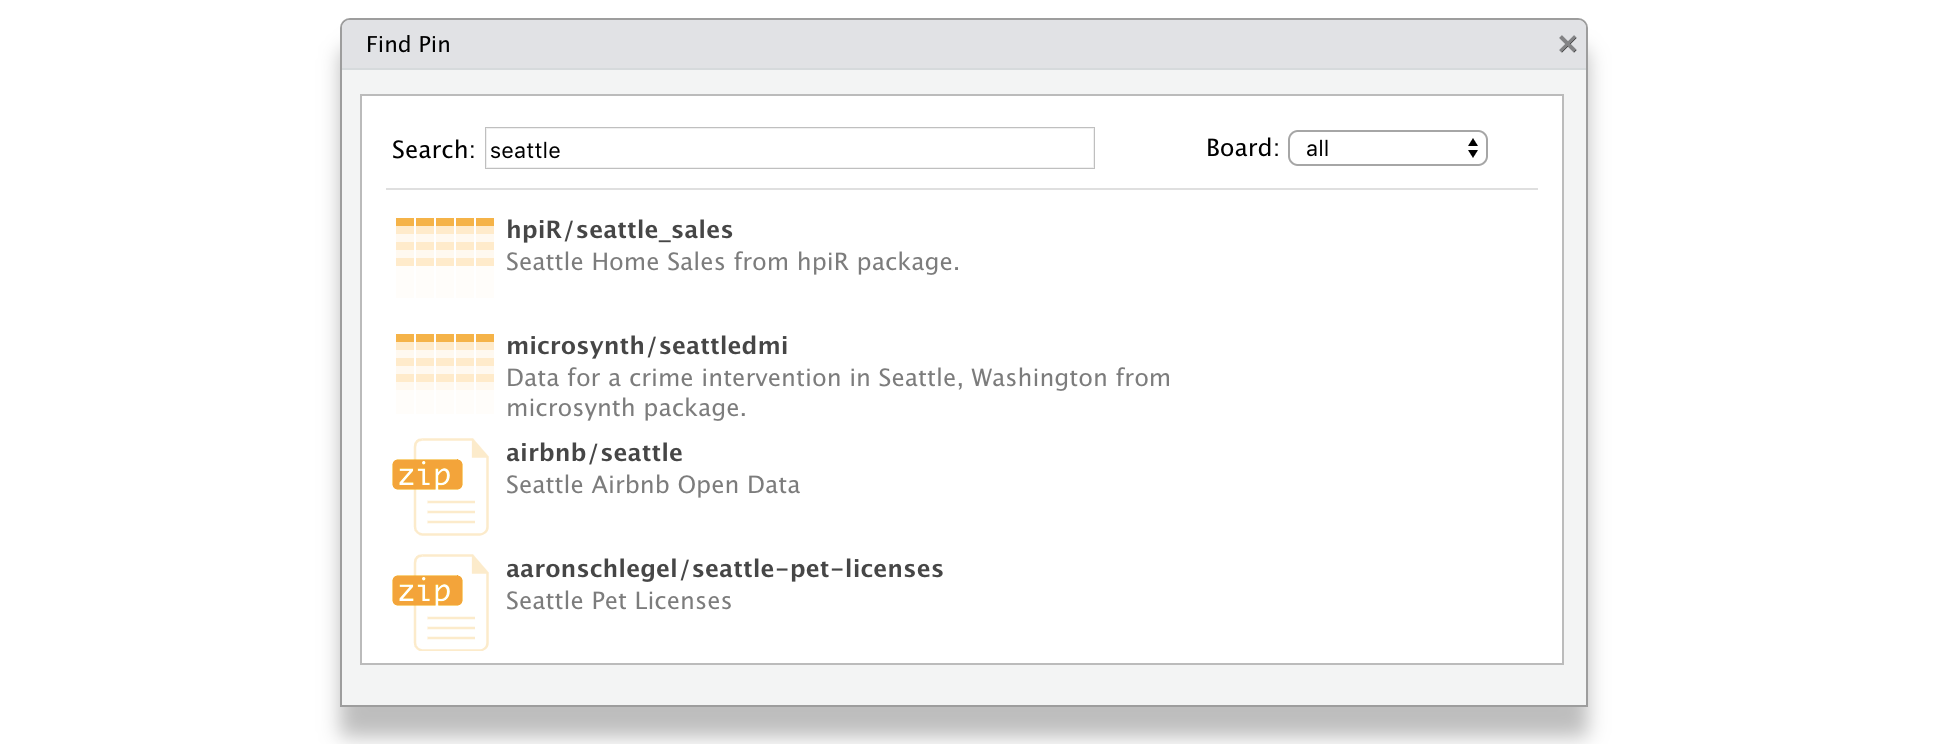 Find Pin
Search: seattle
Board: all
hpiR/seattle_sales
Seattle Home Sales from hpiR package.
microsynth/seattledmi
Data for a crime intervention in Seattle, Washington from
microsynth package.
zip
airbnb/seattle
Seattle Airbnb Open Data
zip
aaronschlegel/seattle-pet-licenses
Seattle Pet Licenses